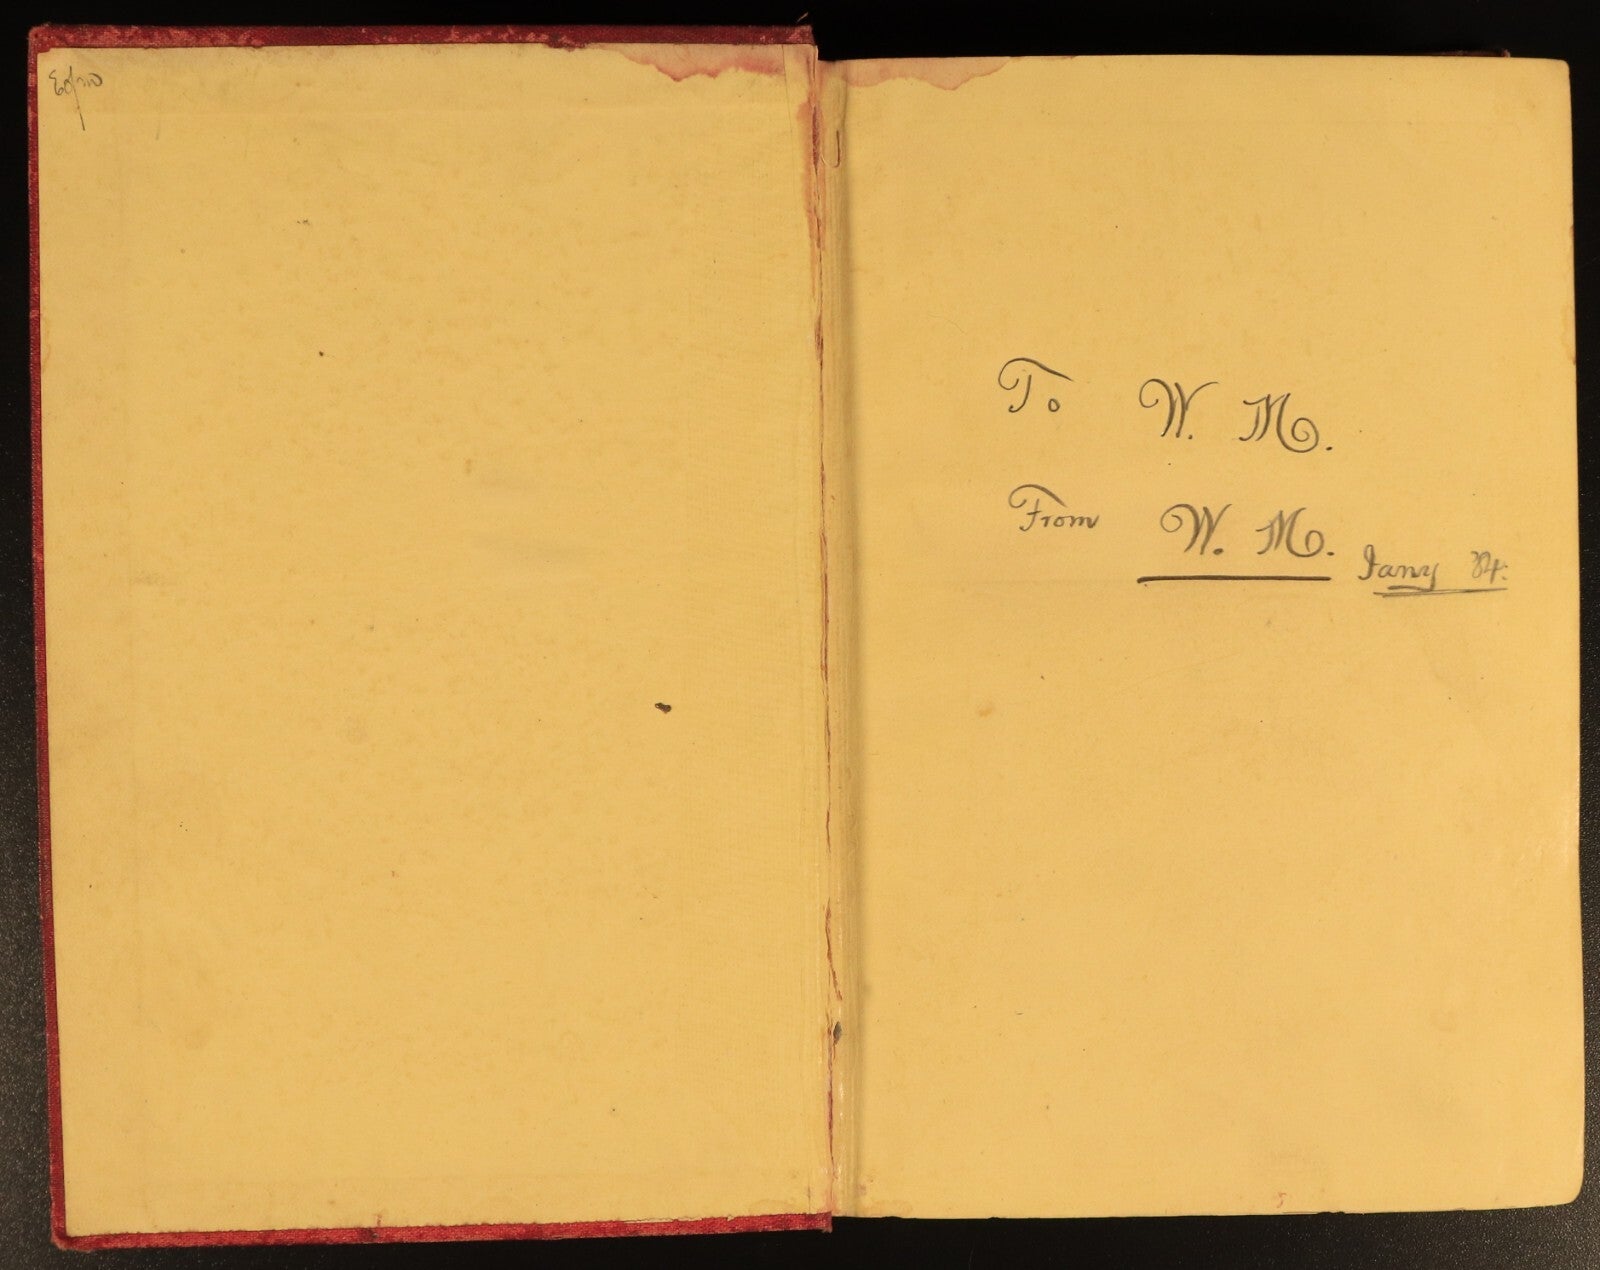 To W. M.
From W. M.
Jany 84.